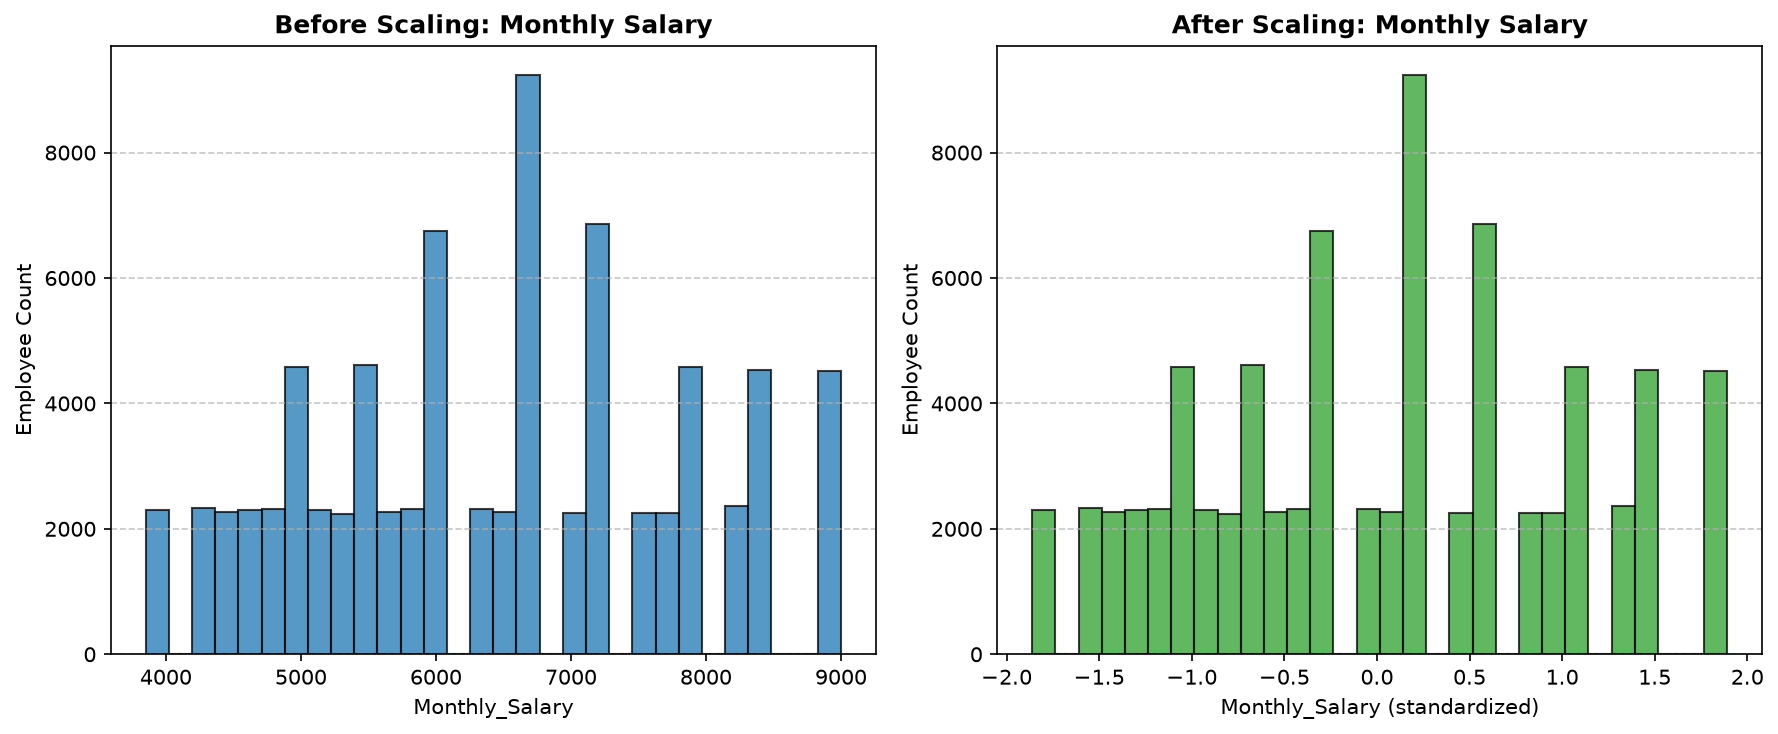 Before Scaling: Monthly Salary
Employee Count
8000
6000
4000
2000
0
4000 5000 6000 7000 8000 9000
Monthly_Salary
After Scaling: Monthly Salary
Employee Count
8000
6000
4000
2000
0
−2.0 −1.5 −1.0 −0.5 0.0 0.5 1.0 1.5 2.0
Monthly_Salary (standardized)